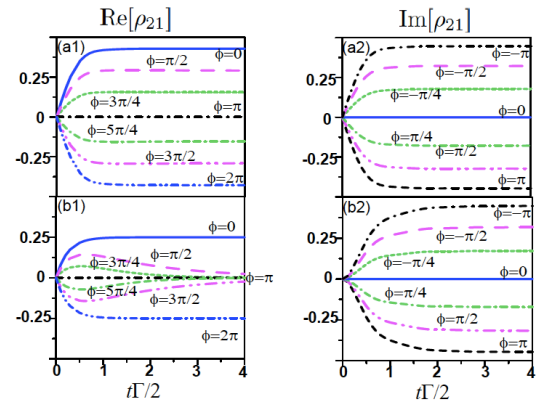 Re[ρ₂₁]
Im[ρ₂₁]
(a1)
ϕ=0
ϕ=π/2
ϕ=3π/4
ϕ=π
ϕ=5π/4
ϕ=3π/2
ϕ=2π
0.25
0
-0.25
(a2)
ϕ=−π
ϕ=−π/2
ϕ=−π/4
ϕ=0
ϕ=π/4
ϕ=π/2
ϕ=π
0.25
0
-0.25
(b1)
ϕ=0
ϕ=π/2
ϕ=3π/4
ϕ=π
ϕ=5π/4
ϕ=3π/2
ϕ=2π
0.25
0
-0.25
0 1 2 3 4
tΓ/2
(b2)
ϕ=−π
ϕ=−π/2
ϕ=−π/4
ϕ=0
ϕ=π/4
ϕ=π/2
ϕ=π
0.25
0
-0.25
0 1 2 3 4
tΓ/2